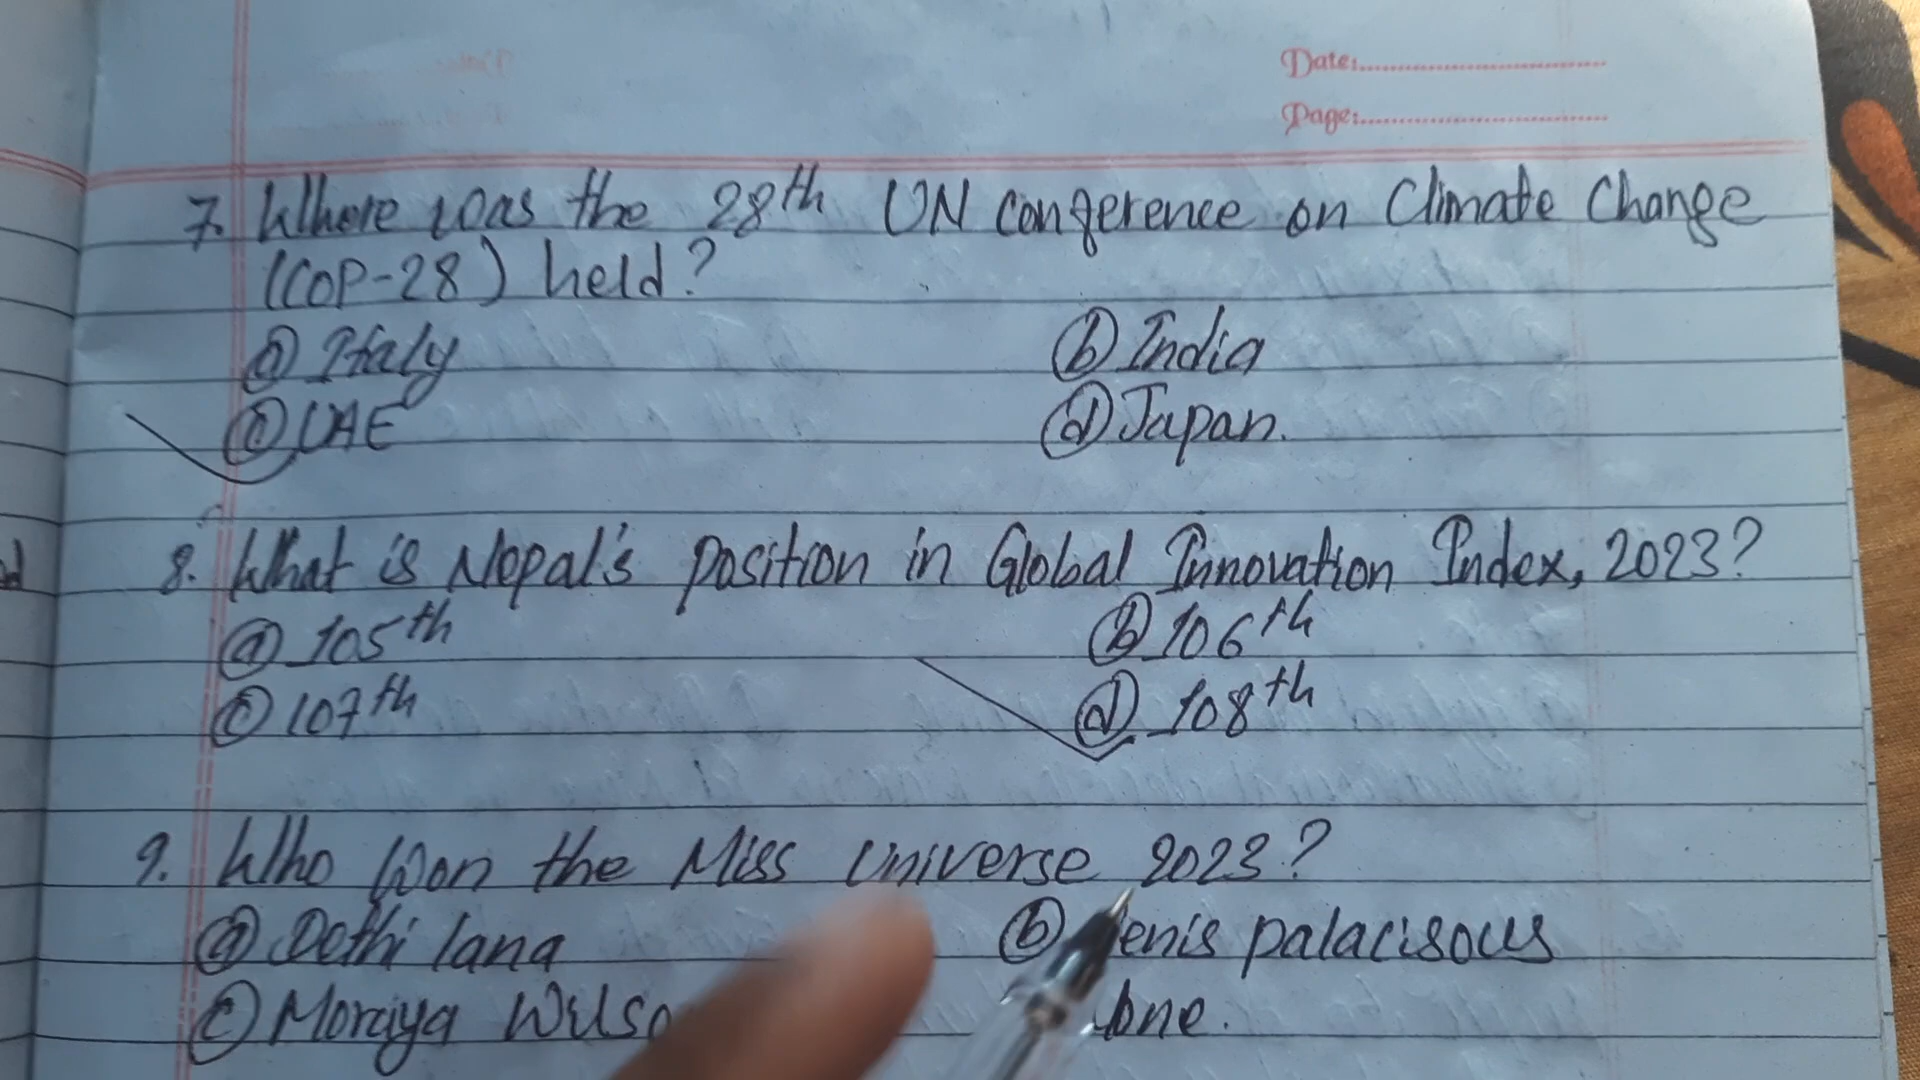 Date:
Page:
7. Where was the 28th UN Conference on Climate Change
(COP-28) held?
a Italy b India
c UAE d Japan.
8. What is Nepal's position in Global Innovation Index, 2023?
a 105th b 106th
c 107th d 108th
9. Who Won the Miss Universe 2023?
a Dethi lana b enis palacisous
c Moraya